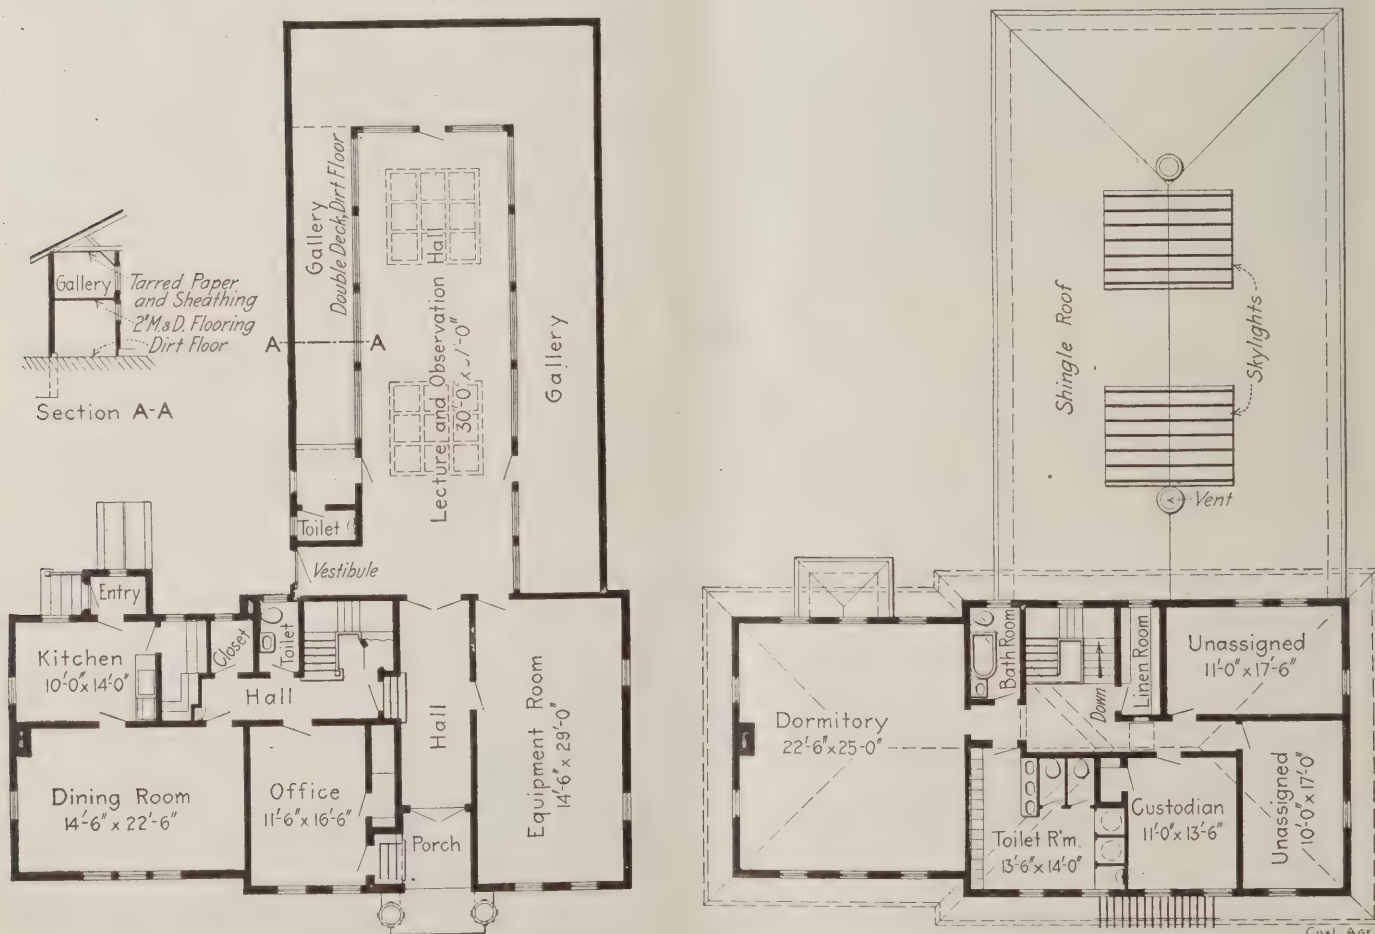 Gallery
Double Deck, Dirt Floor
Gallery
Tarred Paper
and Sheathing
2"M.&D. Flooring
Dirt Floor
Section A-A
A
A
Lecture and Observation Hall
30'-0" x
Gallery
Toilet
Vestibule
Entry
Kitchen
10'-0" x 14'-0"
Closet
Toilet
Hall
Hall
Equipment Room
14'-6" x 29'-0"
Dining Room
14'-6" x 22'-6"
Office
11'-6" x 16'-6"
Porch
Shingle Roof
Skylights
Vent
Dormitory
22'-6" x 25'-0"
Bath Room
Down
Linen Room
Unassigned
11'-0" x 17'-6"
Toilet R'm.
13'-6" x 14'-0"
Custodian
11'-0" x 13'-6"
Unassigned
10'-0" x 17'-0"
COAL AGE